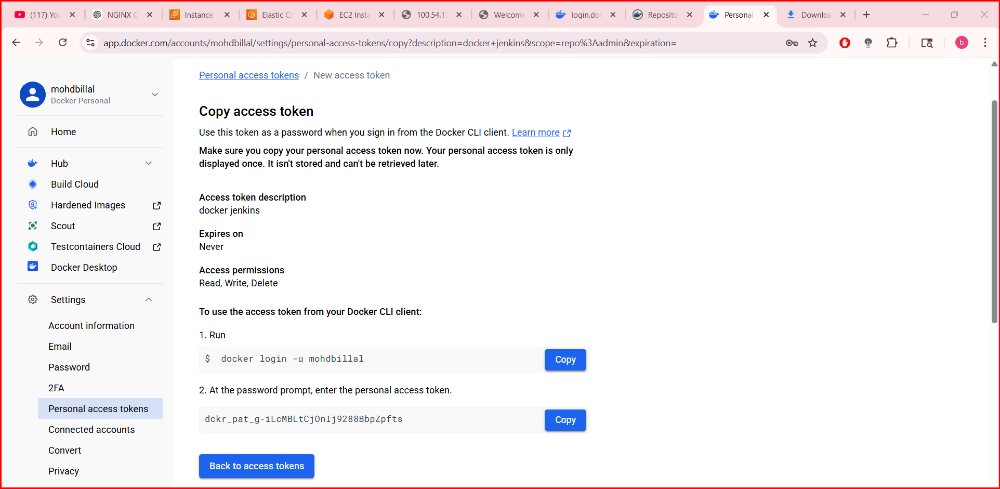 (117) You
NGINX C
Instance
Elastic Co
EC2 Insta
100.54.13
Welcome
login.doc
Reposito
Personal
Downloa
app.docker.com/accounts/mohdbillal/settings/personal-access-tokens/copy?description=docker+jenkins&scope=repo%3Aadmin&expiration=
b
mohdbillal
Docker Personal
Home
Hub
Build Cloud
Hardened Images
Scout
Testcontainers Cloud
Docker Desktop
Settings
Account information
Email
Password
2FA
Personal access tokens
Connected accounts
Convert
Privacy
Personal access tokens / New access token
Copy access token
Use this token as a password when you sign in from the Docker CLI client. Learn more
Make sure you copy your personal access token now. Your personal access token is only
displayed once. It isn't stored and can't be retrieved later.
Access token description
docker jenkins
Expires on
Never
Access permissions
Read, Write, Delete
To use the access token from your Docker CLI client:
1. Run
$ docker login -u mohdbillal
Copy
2. At the password prompt, enter the personal access token.
dckr_pat_g-iLcMBLtCjOnIj9288BbpZpfts
Copy
Back to access tokens